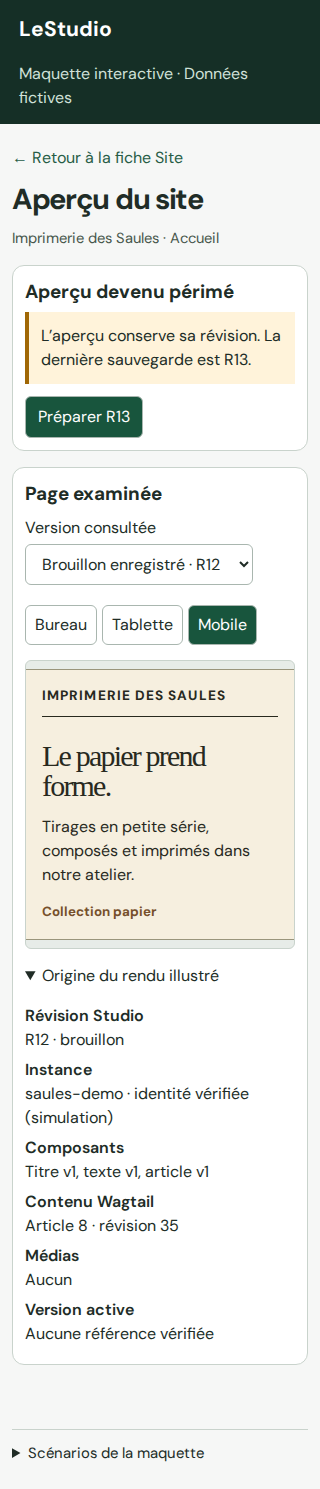 LeStudio
Maquette interactive · Données
fictives
← Retour à la fiche Site
Aperçu du site
Imprimerie des Saules · Accueil
Aperçu devenu périmé
L’aperçu conserve sa révision. La
dernière sauvegarde est R13.
Préparer R13
Page examinée
Version consultée
Brouillon enregistré · R12
Bureau Tablette Mobile
IMPRIMERIE DES SAULES
Le papier prend
forme.
Tirages en petite série,
composés et imprimés dans
notre atelier.
Collection papier
▼ Origine du rendu illustré
Révision Studio
R12 · brouillon
Instance
saules-demo · identité vérifiée
(simulation)
Composants
Titre v1, texte v1, article v1
Contenu Wagtail
Article 8 · révision 35
Médias
Aucun
Version active
Aucune référence vérifiée
▶ Scénarios de la maquette